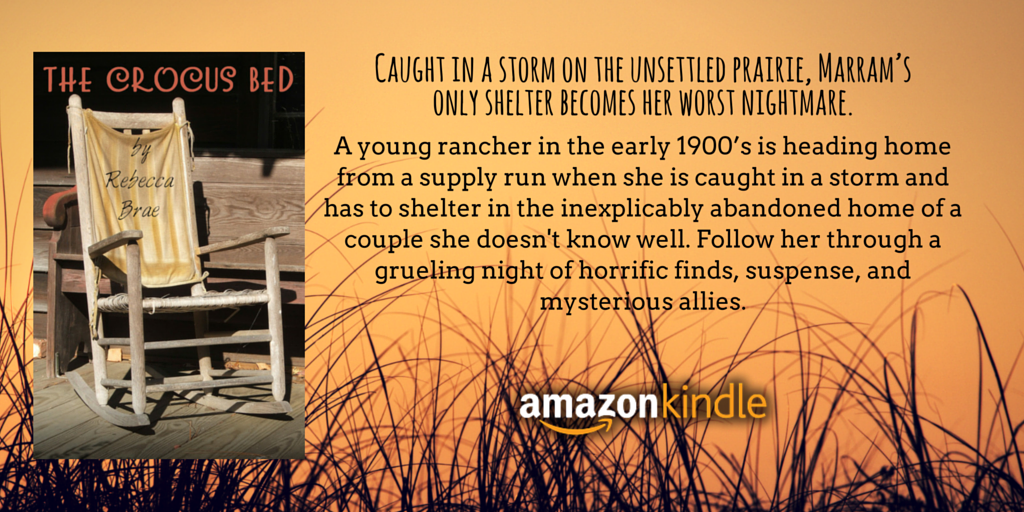 THE CROCUS BED
by
Rebecca
Brae
Caught in a storm on the unsettled prairie, Marram’s
only shelter becomes her worst nightmare.
A young rancher in the early 1900’s is heading home
from a supply run when she is caught in a storm and
has to shelter in the inexplicably abandoned home of a
couple she doesn't know well. Follow her through a
grueling night of horrific finds, suspense, and
mysterious allies.
amazonkindle